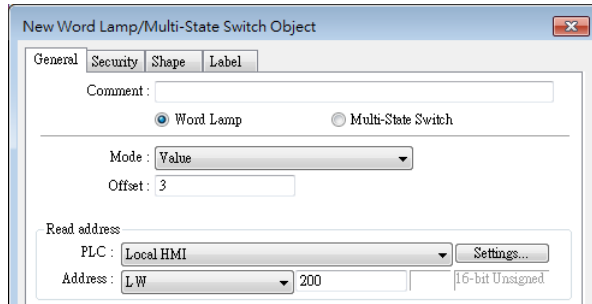 New Word Lamp/Multi-State Switch Object
General Security Shape Label
Comment :
Word Lamp Multi-State Switch
Mode : Value
Offset : 3
Read address
PLC : Local HMI Settings...
Address : LW 200 16-bit Unsigned